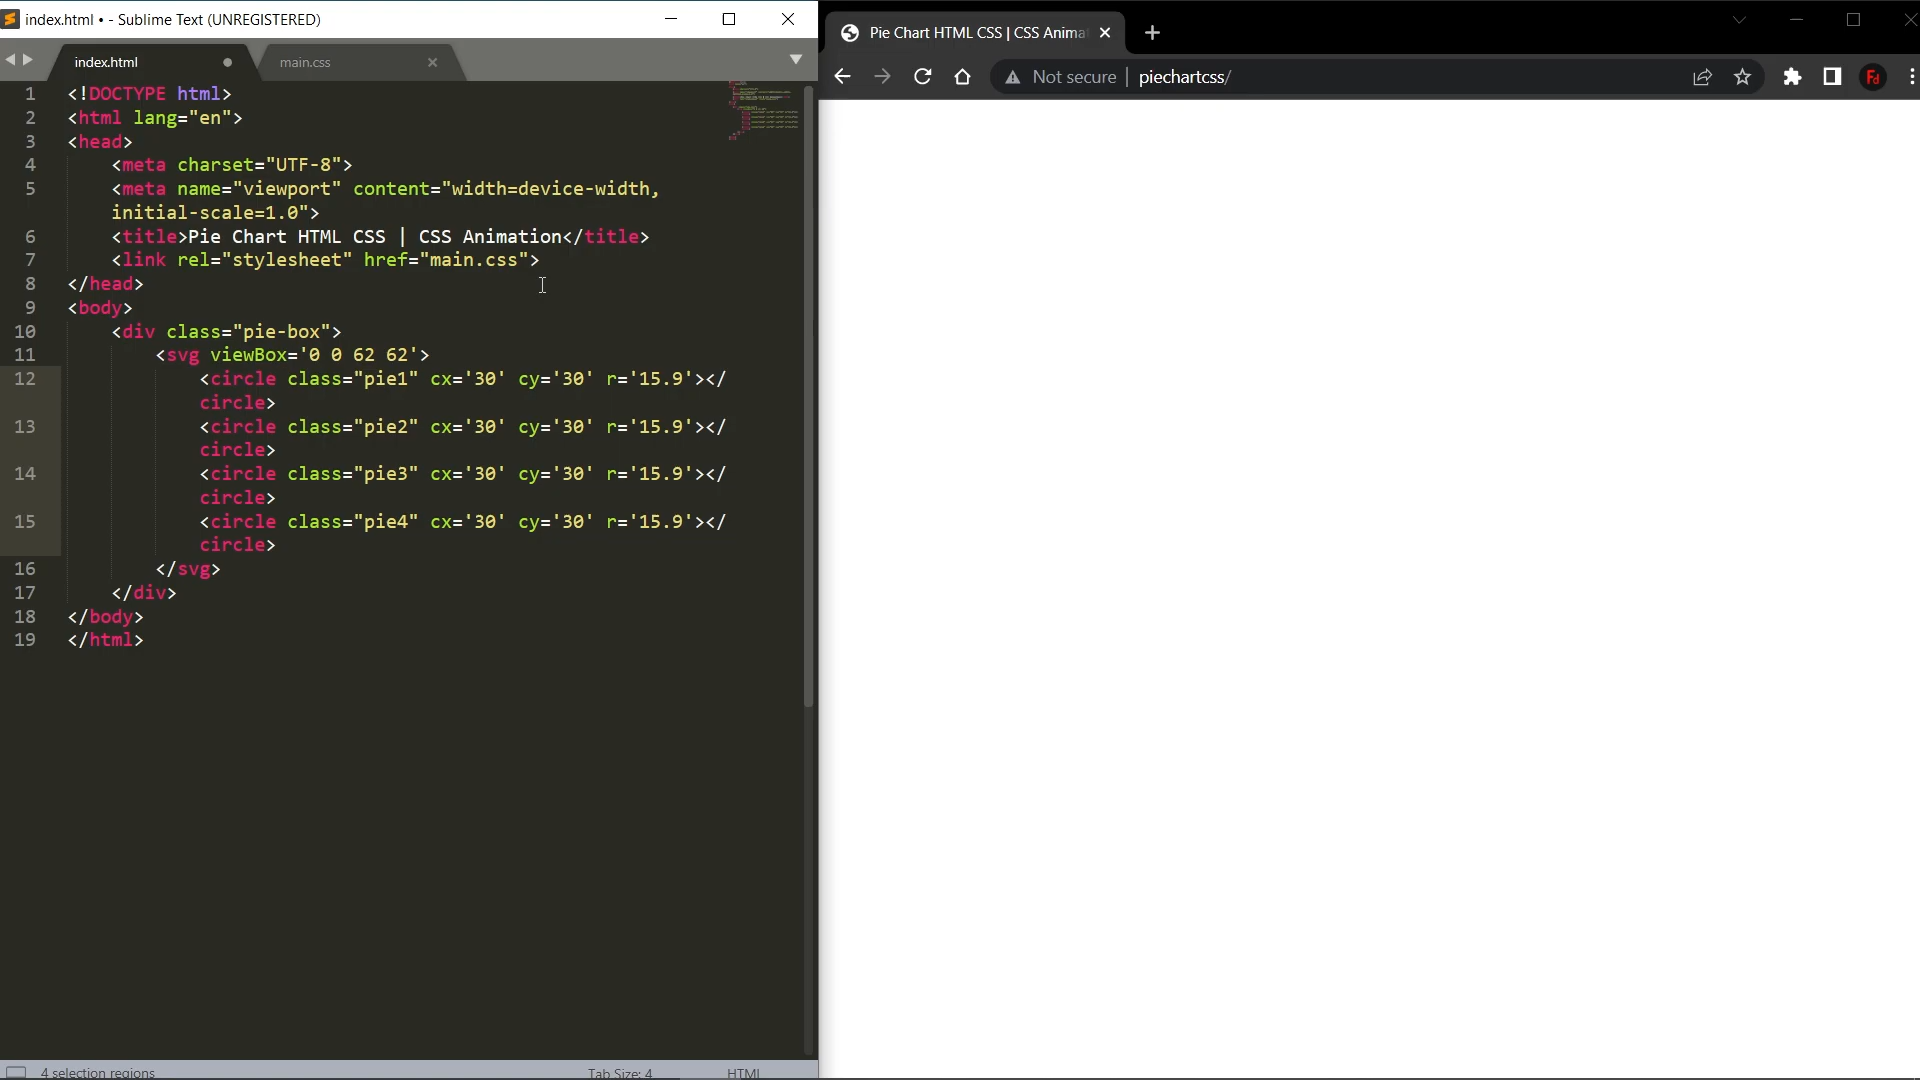 index.html • - Sublime Text (UNREGISTERED)
index.html
main.css
1 <!DOCTYPE html>
2 <html lang="en">
3 <head>
4 <meta charset="UTF-8">
5 <meta name="viewport" content="width=device-width,
initial-scale=1.0">
6 <title>Pie Chart HTML CSS | CSS Animation</title>
7 <link rel="stylesheet" href="main.css">
8 </head>
9 <body>
10 <div class="pie-box">
11 <svg viewBox='0 0 62 62'>
12 <circle class="pie1" cx='30' cy='30' r='15.9'></
circle>
13 <circle class="pie2" cx='30' cy='30' r='15.9'></
circle>
14 <circle class="pie3" cx='30' cy='30' r='15.9'></
circle>
15 <circle class="pie4" cx='30' cy='30' r='15.9'></
circle>
16 </svg>
17 </div>
18 </body>
19 </html>
4 selection regions
Tab Size: 4
HTML
Pie Chart HTML CSS | CSS Anima
Not secure | piechartcss/
Fd